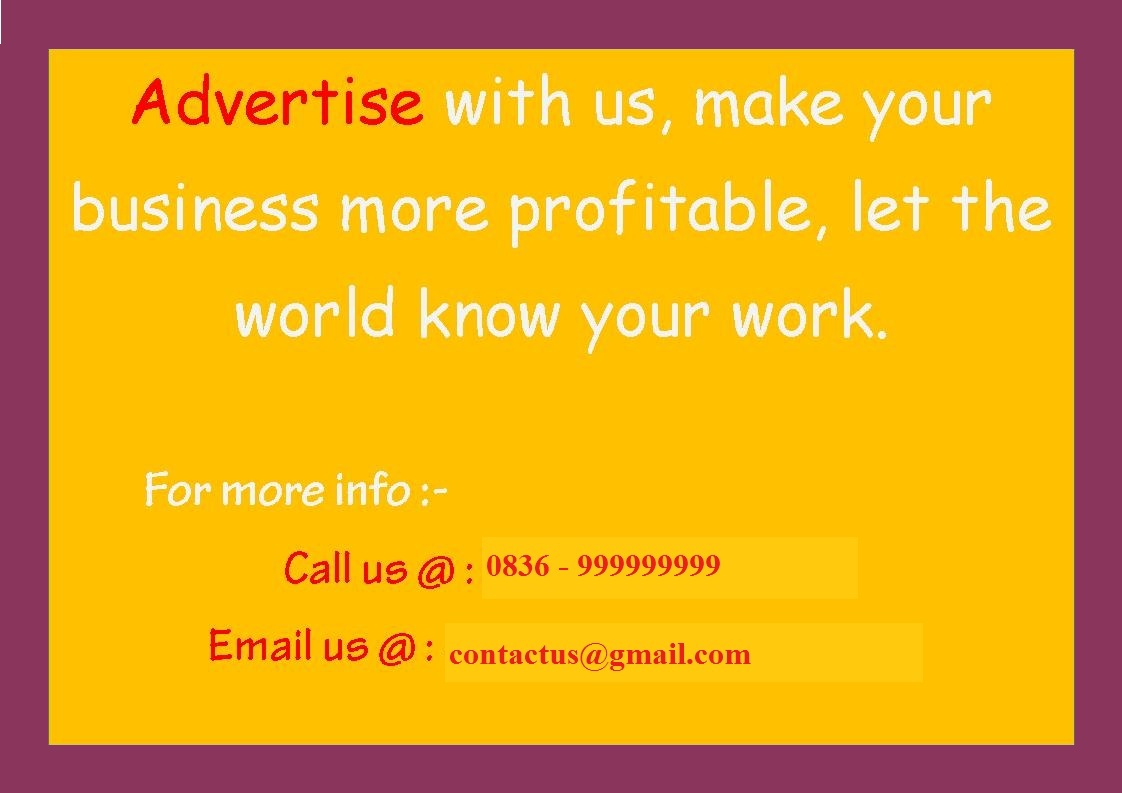 Advertise with us, make your
business more profitable, let the
world know your work.
For more info :-
Call us @ : 0836 - 999999999
Email us @ : contactus@gmail.com